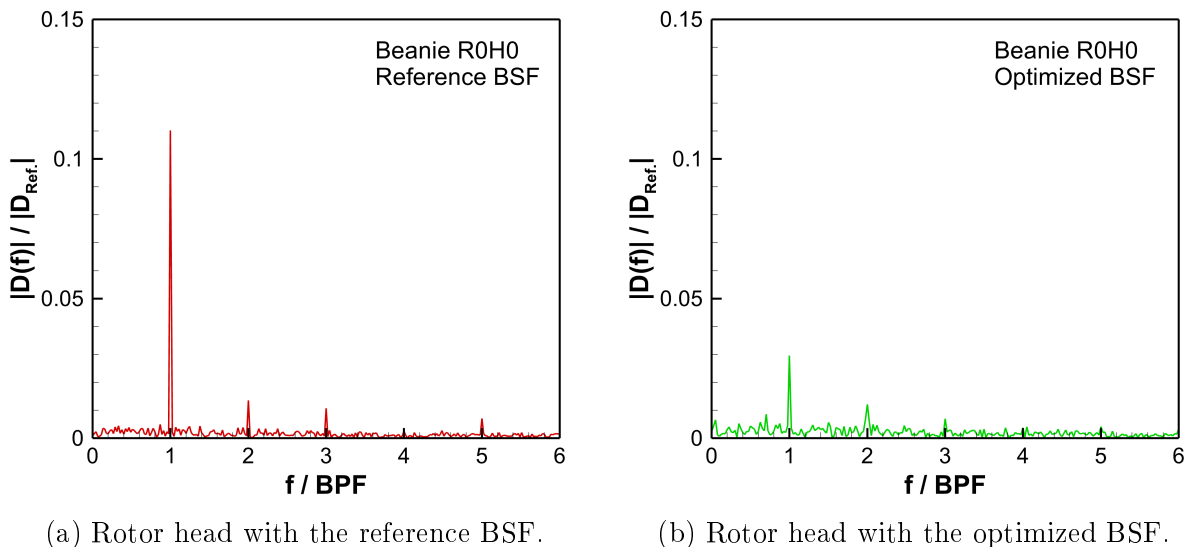 0.15
0.1
0.05
0
|D(f)| / |D_Ref.|
Beanie R0H0
Reference BSF
0 1 2 3 4 5 6
f / BPF
(a) Rotor head with the reference BSF.
0.15
0.1
0.05
0
|D(f)| / |D_Ref.|
Beanie R0H0
Optimized BSF
0 1 2 3 4 5 6
f / BPF
(b) Rotor head with the optimized BSF.